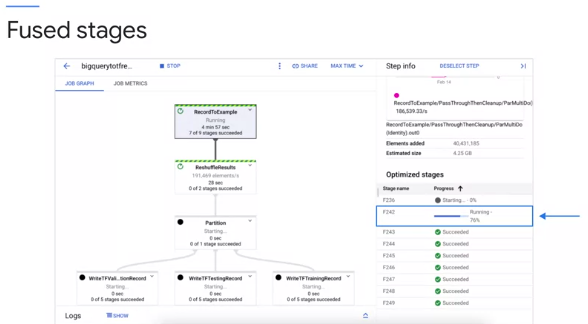 Fused stages
bigquerytotfre...
STOP
SHARE
MAX TIME
Step info
DESELECT STEP
JOB GRAPH
JOB METRICS
Feb 14
RecordToExample
Running
4 min 57 sec
7 of 9 stages succeeded
ReshuffleResults
191,469 elements/s
28 sec
0 of 2 stages succeeded
Partition
Starting...
0 sec
0 of 1 stage succeeded
WriteTFVali...tionRecord
Starting...
0 sec
0 of 5 stages succeeded
WriteTFTestingRecord
Starting...
0 sec
0 of 5 stages succeeded
WriteTFTrainingRecord
Starting...
0 sec
0 of 5 stages succeeded
RecordToExample/PassThroughThenCleanup/ParMultiDo(
186,539.33/s
RecordToExample/PassThroughThenCleanup/ParMultiDo
(Identity).out0
Elements added 40,431,585
Estimated size 4.25 GB
Optimized stages
Stage name Progress
F236 Starting... · 0%
F242 Running ·
76%
F243 Succeeded
F244 Succeeded
F245 Succeeded
F246 Succeeded
F247 Succeeded
F248 Succeeded
F249 Succeeded
Logs
SHOW